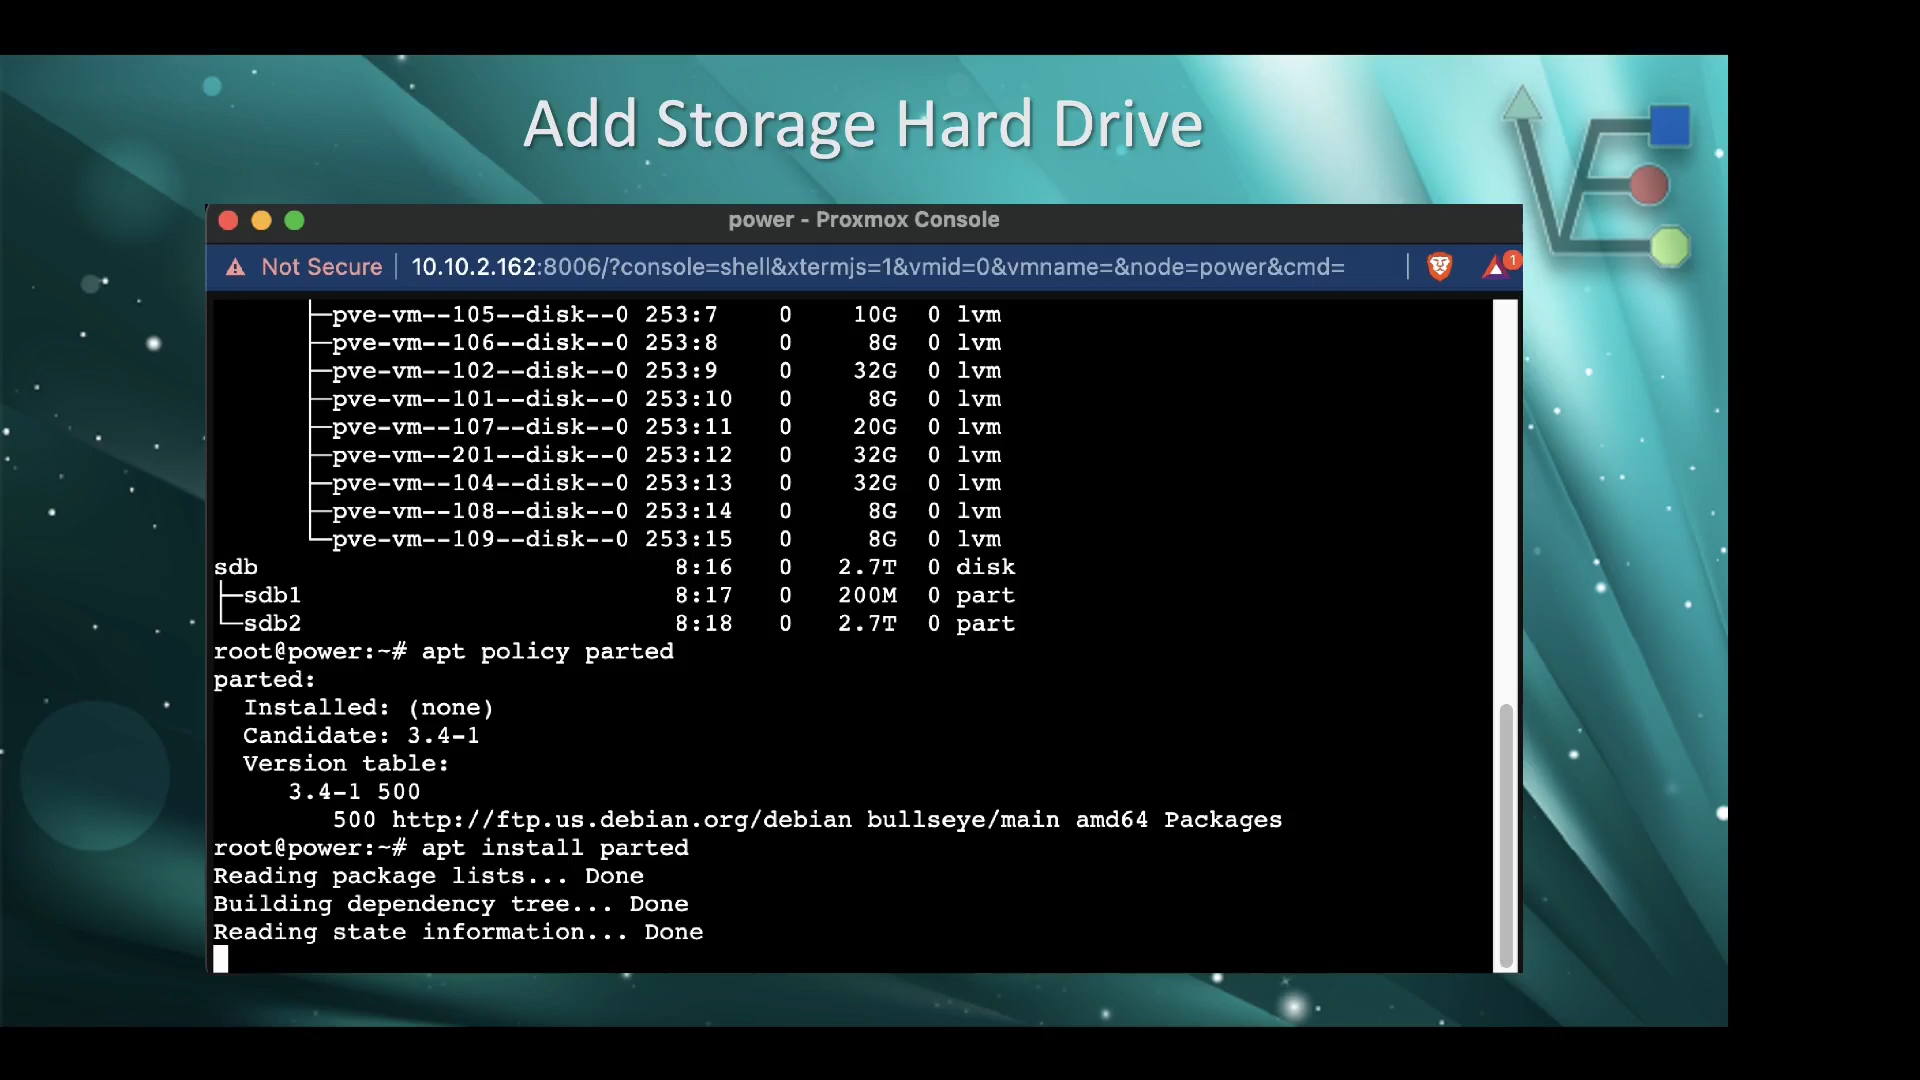 Add Storage Hard Drive
power - Proxmox Console
Not Secure 10.10.2.162:8006/?console=shell&xtermjs=1&vmid=0&vmname=&node=power&cmd=
1
├─pve-vm--105--disk--0 253:7 0 10G 0 lvm
├─pve-vm--106--disk--0 253:8 0 8G 0 lvm
├─pve-vm--102--disk--0 253:9 0 32G 0 lvm
├─pve-vm--101--disk--0 253:10 0 8G 0 lvm
├─pve-vm--107--disk--0 253:11 0 20G 0 lvm
├─pve-vm--201--disk--0 253:12 0 32G 0 lvm
├─pve-vm--104--disk--0 253:13 0 32G 0 lvm
├─pve-vm--108--disk--0 253:14 0 8G 0 lvm
└─pve-vm--109--disk--0 253:15 0 8G 0 lvm
sdb 8:16 0 2.7T 0 disk
├─sdb1 8:17 0 200M 0 part
└─sdb2 8:18 0 2.7T 0 part
root@power:~# apt policy parted
parted:
Installed: (none)
Candidate: 3.4-1
Version table:
3.4-1 500
500 http://ftp.us.debian.org/debian bullseye/main amd64 Packages
root@power:~# apt install parted
Reading package lists... Done
Building dependency tree... Done
Reading state information... Done